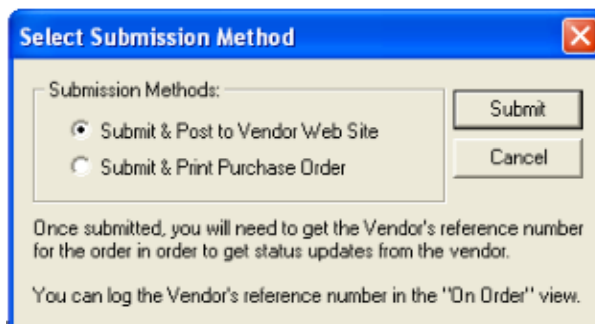 Select Submission Method
Submission Methods:
Submit & Post to Vendor Web Site
Submit & Print Purchase Order
Submit
Cancel
Once submitted, you will need to get the Vendor's reference number
for the order in order to get status updates from the vendor.
You can log the Vendor's reference number in the "On Order" view.